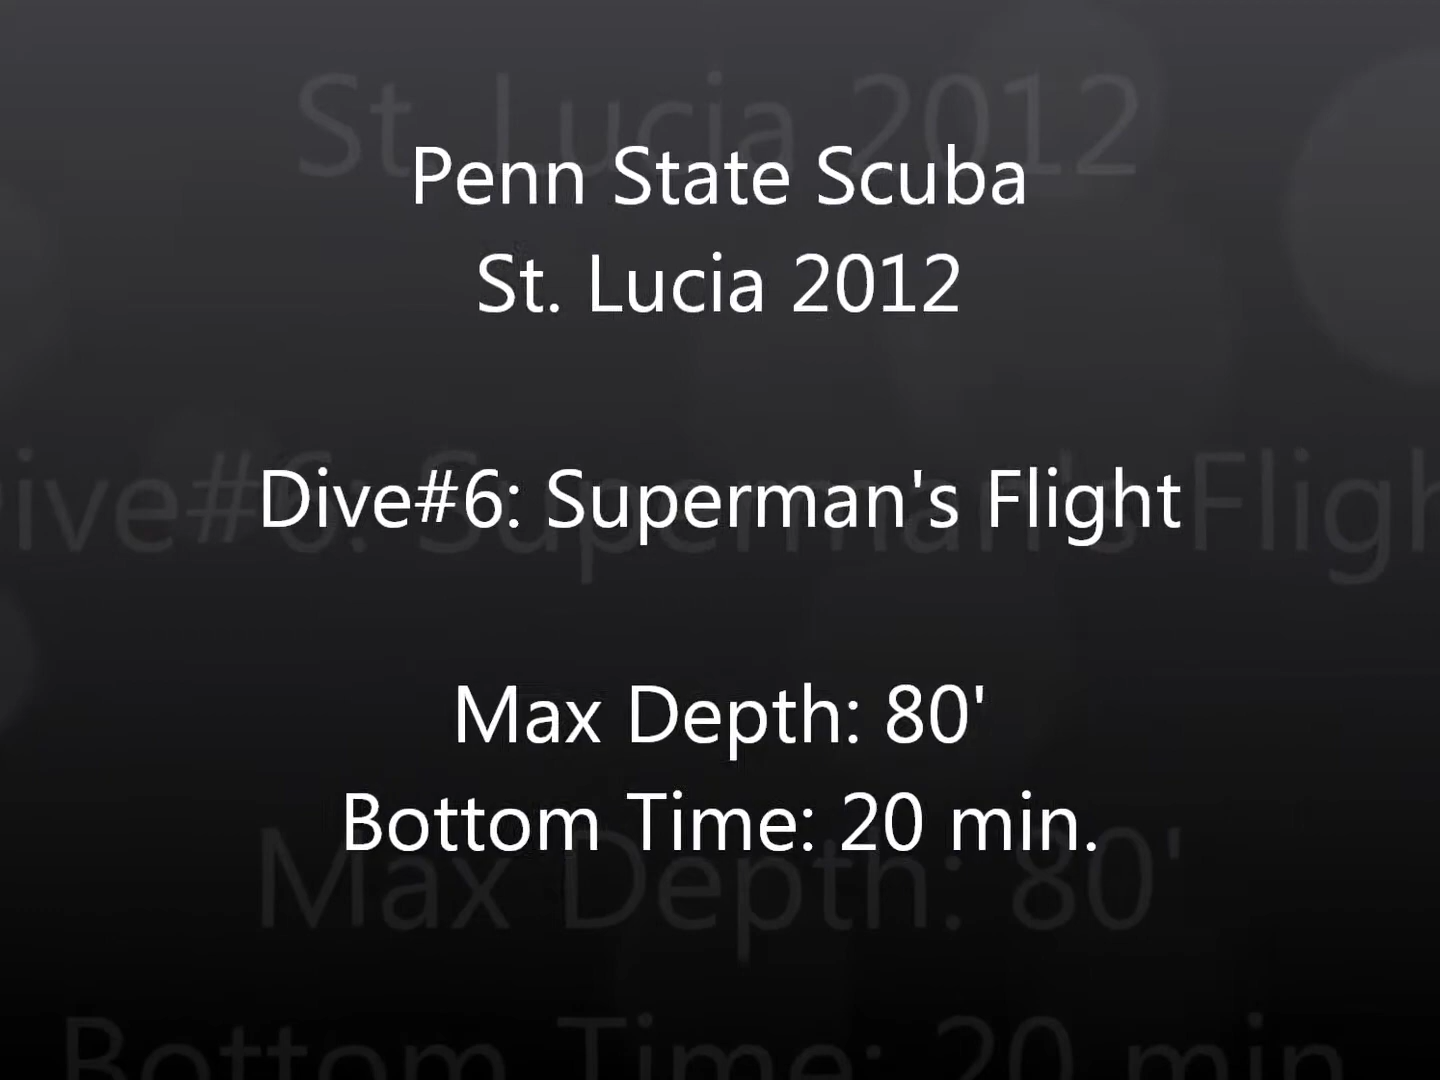 Penn State Scuba
St. Lucia 2012
Dive#6: Superman's Flight
Max Depth: 80'
Bottom Time: 20 min.